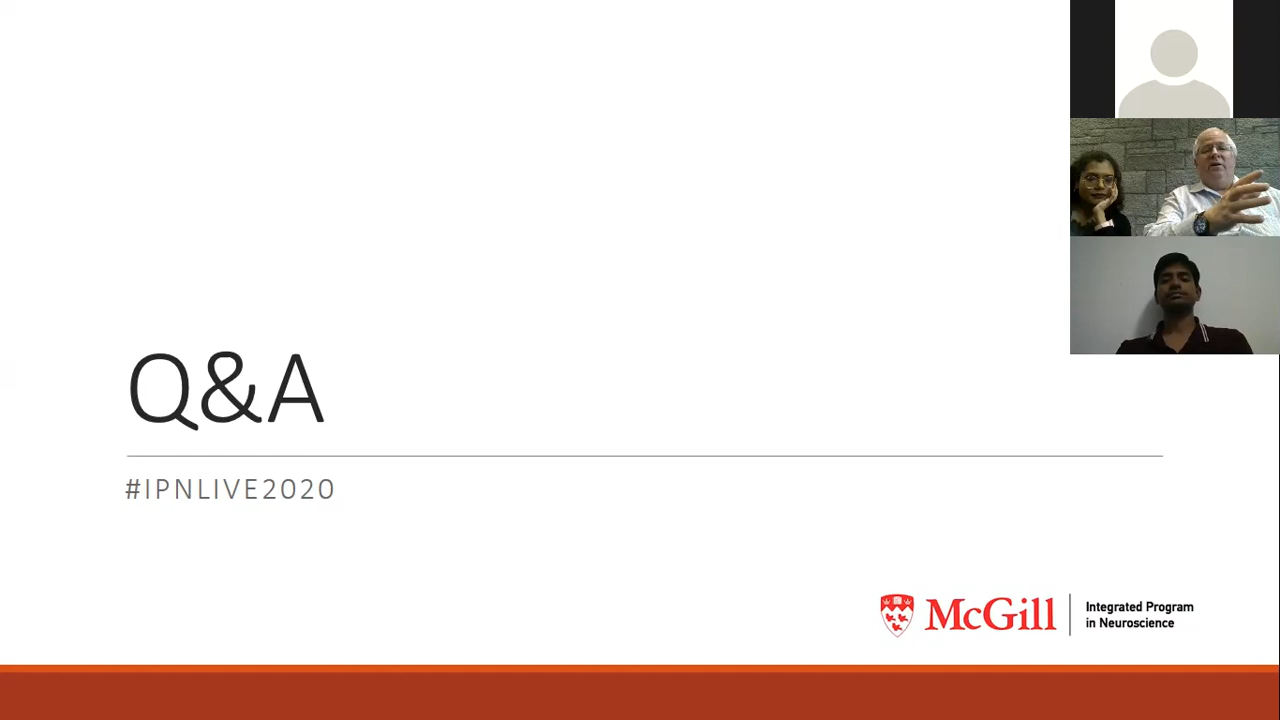 Q&A
#IPNLIVE2020
McGill
Integrated Program
in Neuroscience